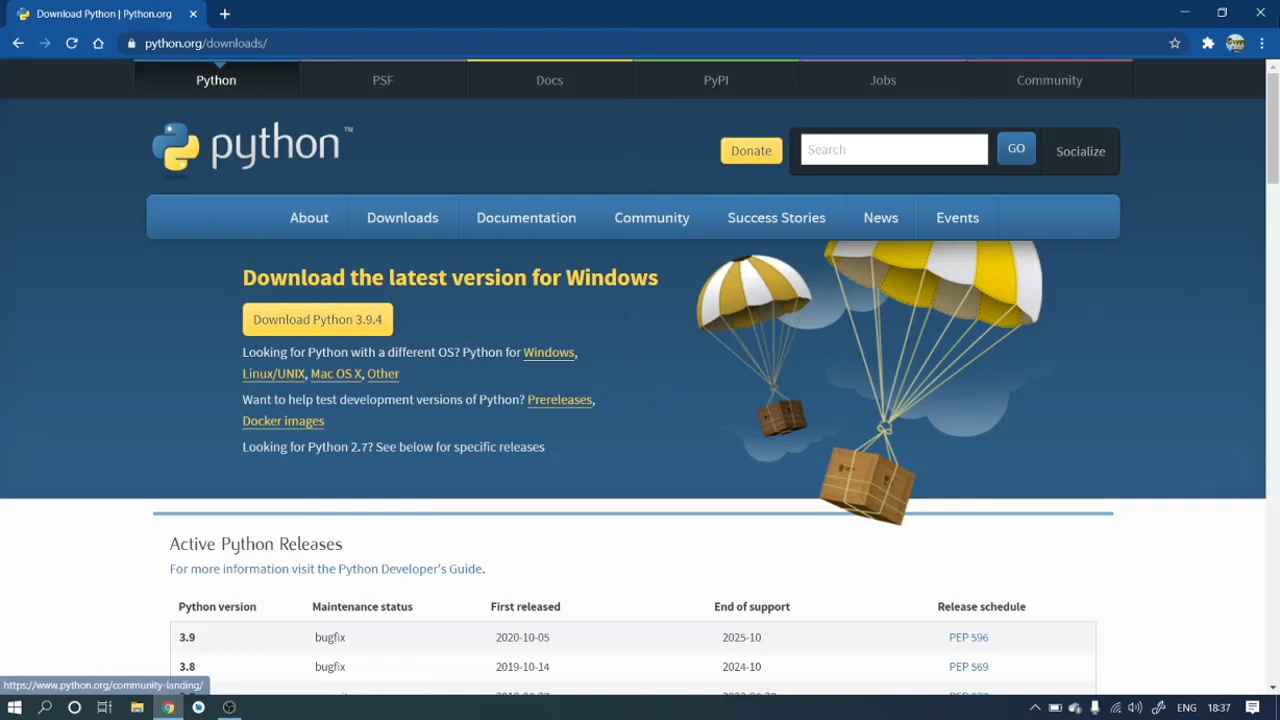 Download Python | Python.org
python.org/downloads/
Python PSF Docs PyPI Jobs Community
python™
Donate Search GO Socialize
About Downloads Documentation Community Success Stories News Events
Download the latest version for Windows
Download Python 3.9.4
Looking for Python with a different OS? Python for Windows,
Linux/UNIX, Mac OS X, Other
Want to help test development versions of Python? Prereleases,
Docker images
Looking for Python 2.7? See below for specific releases
Active Python Releases
For more information visit the Python Developer's Guide.
Python version Maintenance status First released End of support Release schedule
3.9 bugfix 2020-10-05 2025-10 PEP 596
3.8 bugfix 2019-10-14 2024-10 PEP 569
https://www.python.org/community-landing/
ENG 18:37